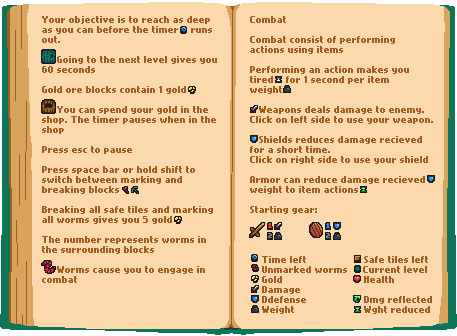 Your objective is to reach as deep
as you can before the timer runs
out.
Going to the next level gives you
60 seconds
Gold ore blocks contain 1 gold
You can spend your gold in the
shop. The timer pauses when in the
shop
Press esc to pause
Press space bar or hold shift to
switch between marking and
breaking blocks
Breaking all safe tiles and marking
all worms gives you 5 gold
The number represents worms in
the surrounding blocks
Worms cause you to engage in
combat
Combat
Combat consist of performing
actions using items
Performing an action makes you
tired for 1 second per item
weight
Weapons deals damage to enemy.
Click on left side to use your weapon.
Shields reduces damage recieved
for a short time.
Click on right side to use your shield
Armor can reduce damage recieved
weight to item actions
Starting gear:
Time left
Unmarked worms
Gold
Damage
Ddefense
Weight
Safe tiles left
Current level
Health
Dmg reflected
Wght reduced